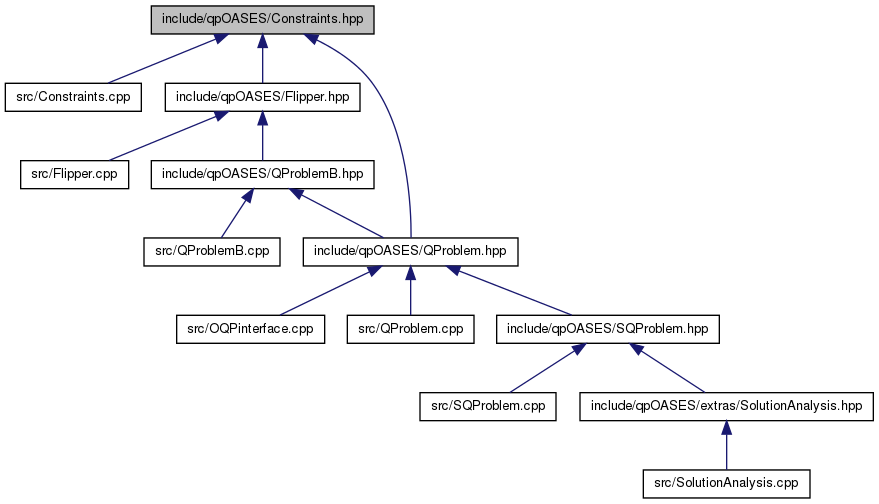 include/qpOASES/Constraints.hpp
src/Constraints.cpp
include/qpOASES/Flipper.hpp
src/Flipper.cpp
include/qpOASES/QProblemB.hpp
src/QProblemB.cpp
include/qpOASES/QProblem.hpp
src/OQPinterface.cpp
src/QProblem.cpp
include/qpOASES/SQProblem.hpp
src/SQProblem.cpp
include/qpOASES/extras/SolutionAnalysis.hpp
src/SolutionAnalysis.cpp